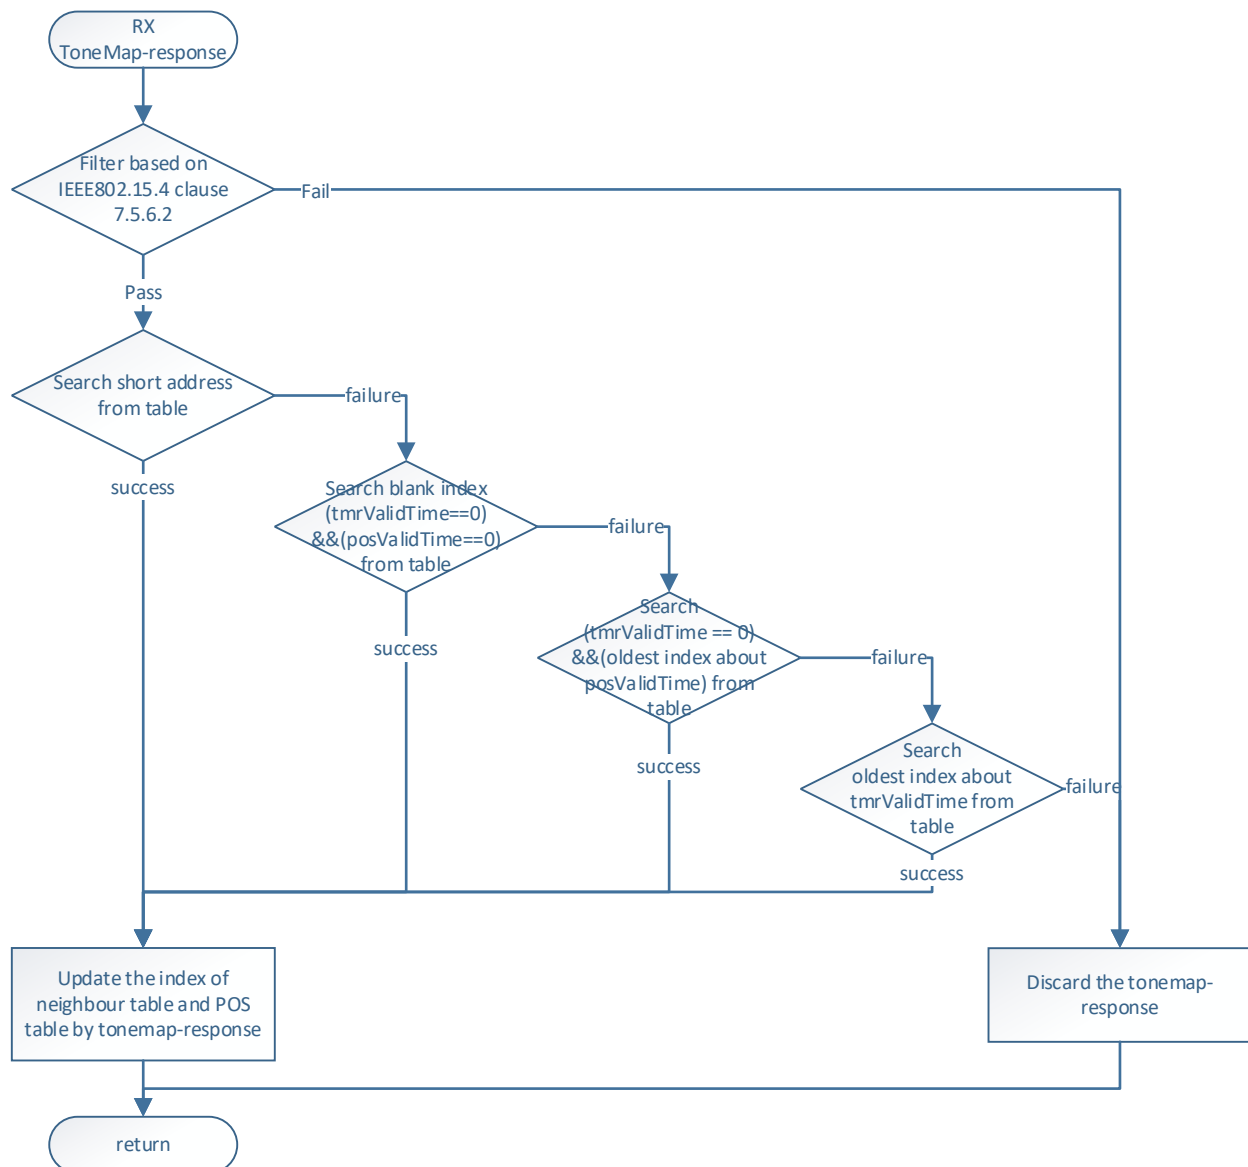 RX
ToneMap-response
Filter based on
IEEE802.15.4 clause
7.5.6.2
Fail
Pass
Search short address
from table
failure
success
Search blank index
(tmrValidTime==0)
&&(posValidTime==0)
from table
failure
success
Search
(tmrValidTime == 0)
&&(oldest index about
posValidTime) from
table
failure
success
Search
oldest index about
tmrValidTime from
table
failure
success
Update the index of
neighbour table and POS
table by tonemap-response
Discard the tonemap-
response
return